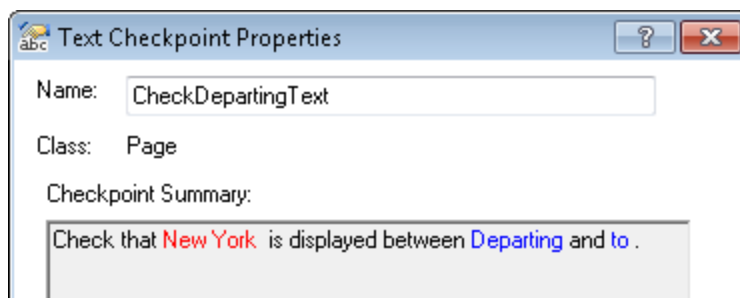 abc Text Checkpoint Properties ?
Name: CheckDepartingText
Class: Page
Checkpoint Summary:
Check that New York is displayed between Departing and to .